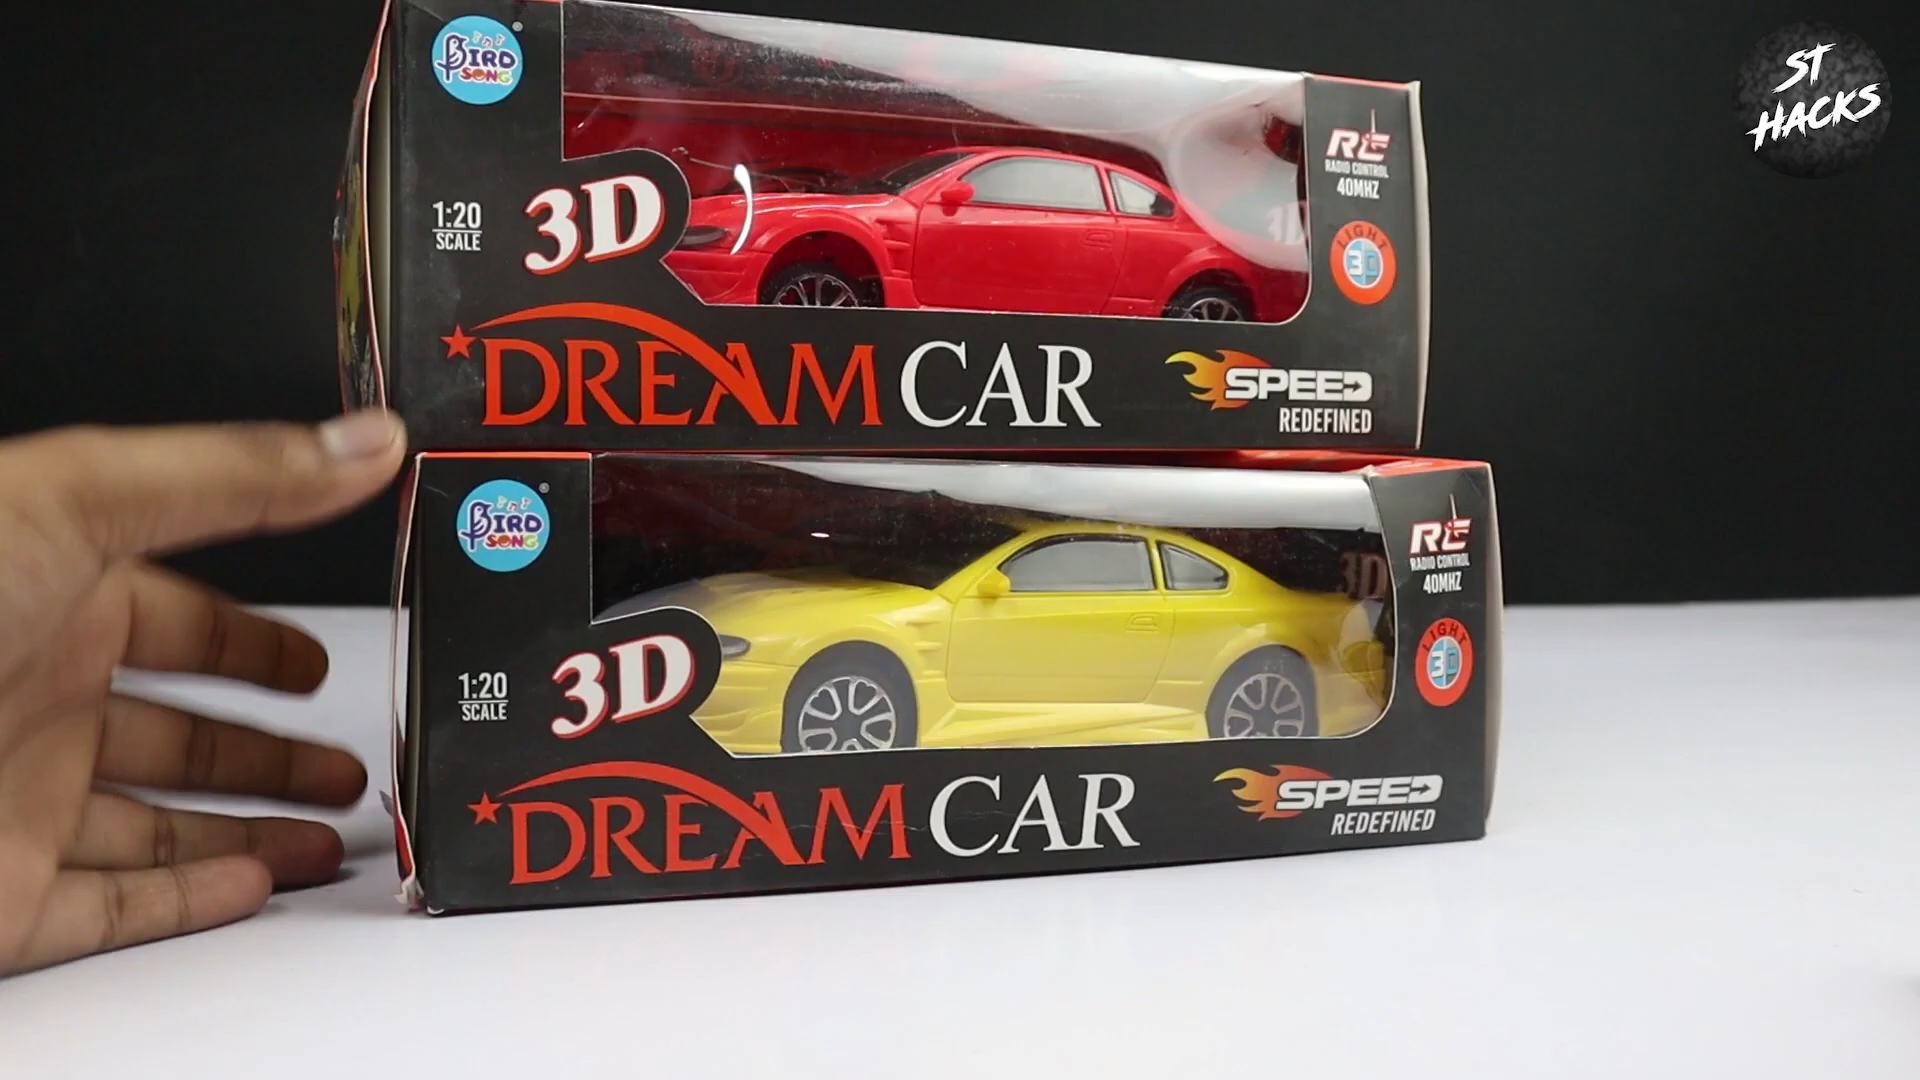 BIRD
SONG
1:20
SCALE
3D
DREAM CAR
RC
RADIO CONTROL
40MHZ
LIGHT
3D
3D
SPEED
REDEFINED
BIRD
SONG
1:20
SCALE
3D
DREAM CAR
RC
RADIO CONTROL
40MHZ
LIGHT
3D
3D
SPEED
REDEFINED
ST
HACKS